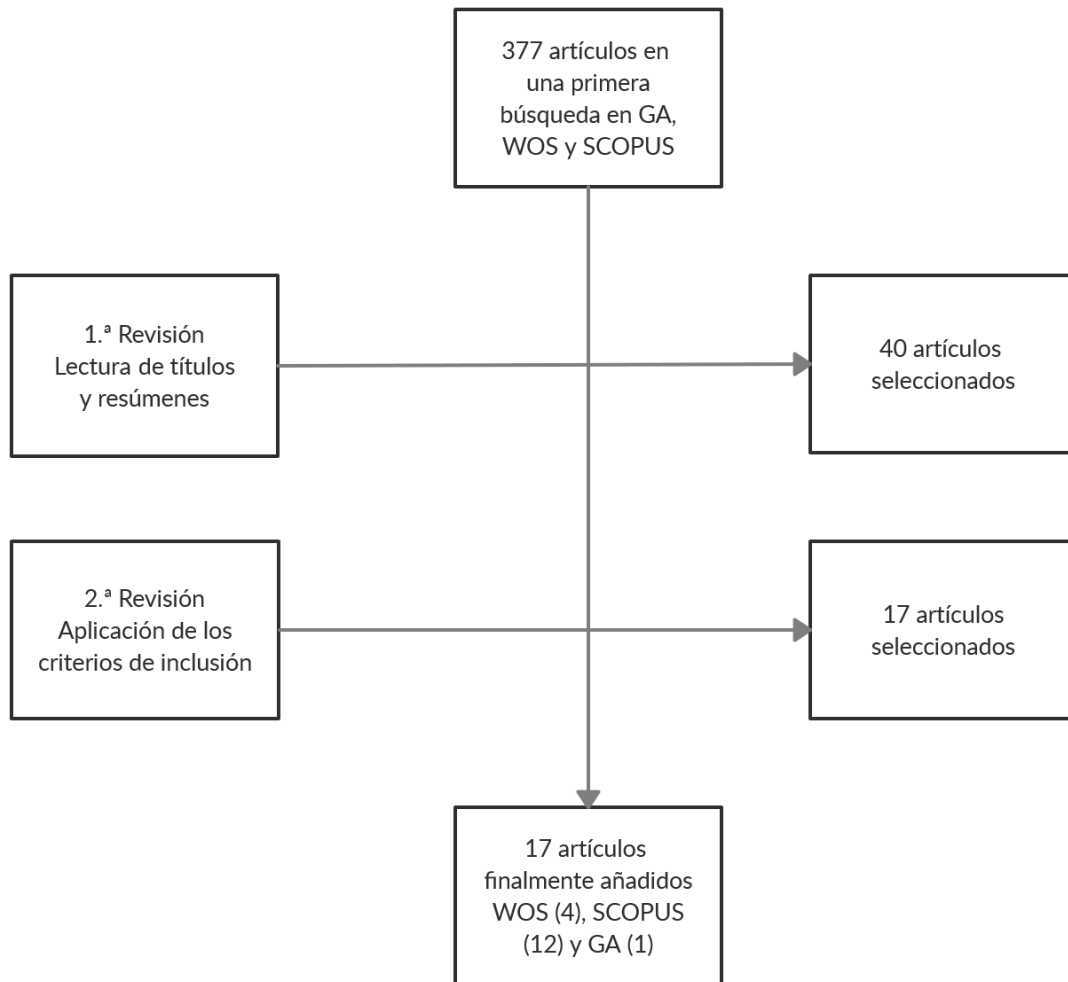 377 artículos en
una primera
búsqueda en GA,
WOS y SCOPUS
1.ª Revisión
Lectura de títulos
y resúmenes
40 artículos
seleccionados
2.ª Revisión
Aplicación de los
criterios de inclusión
17 artículos
seleccionados
17 artículos
finalmente añadidos
WOS (4), SCOPUS
(12) y GA (1)